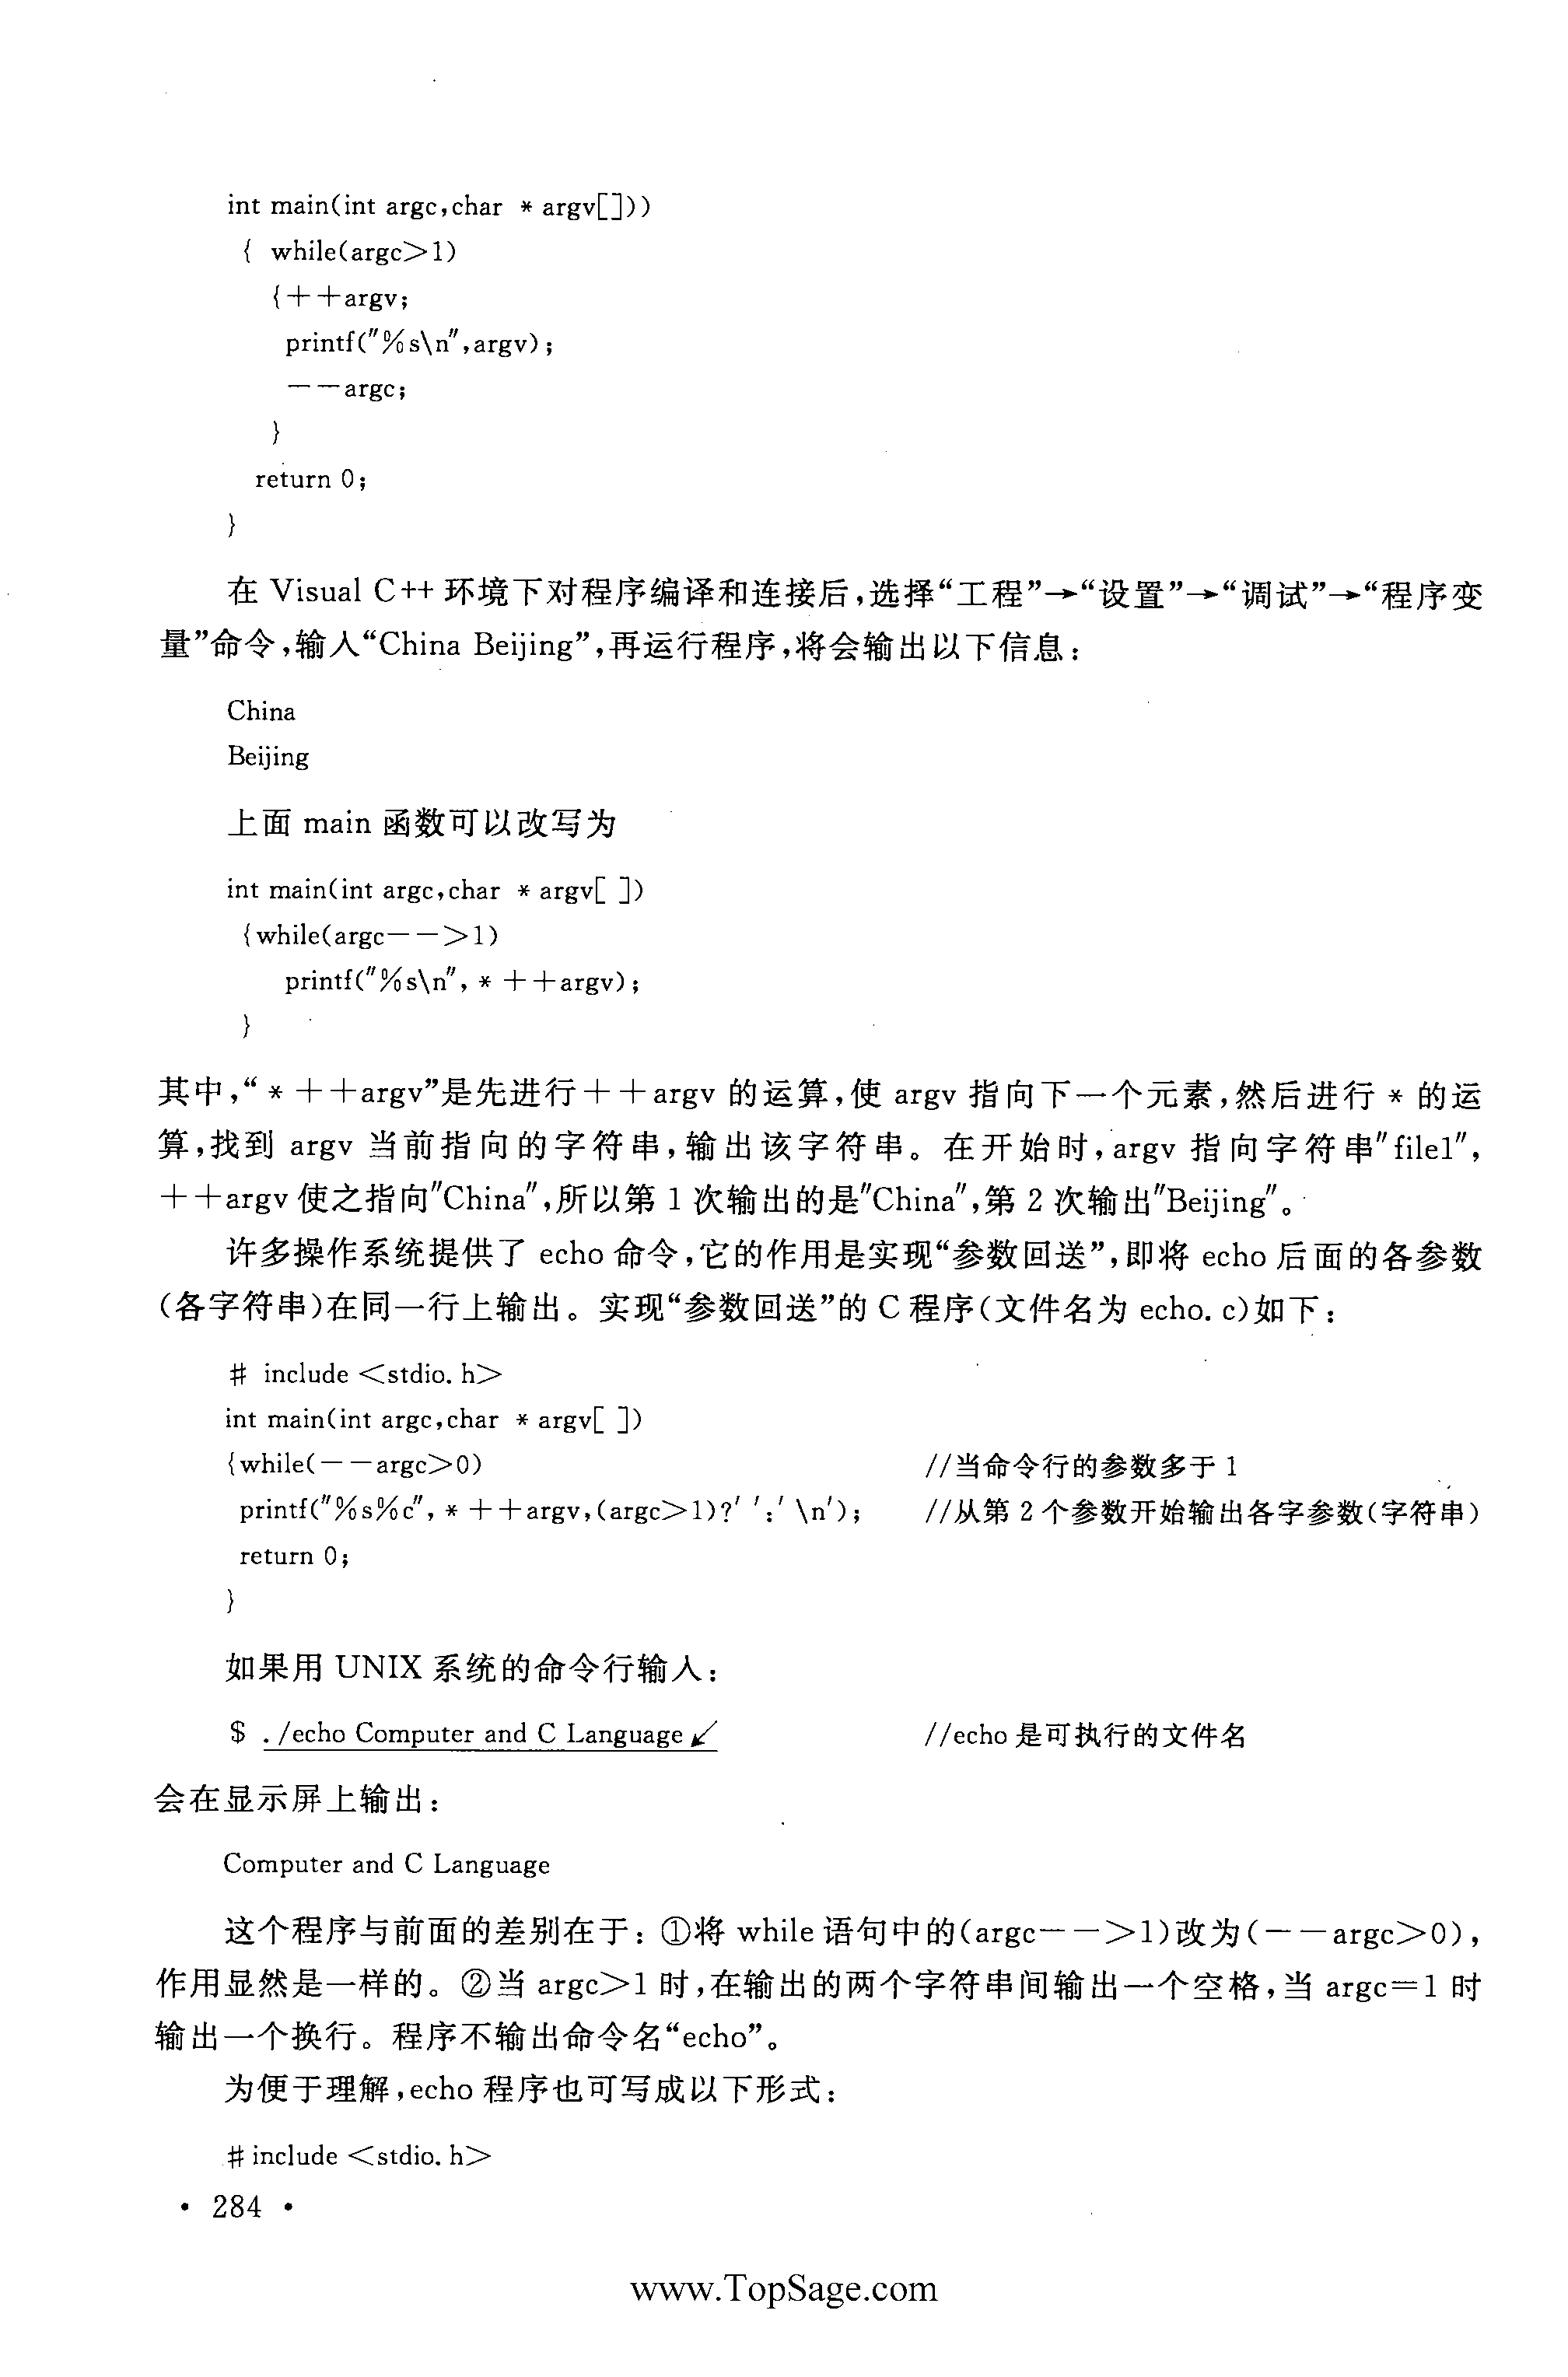 int main(int argc,char * argv[]))
{ while(argc>1)
{++argv;
printf("%s\n",argv);
--argc;
}
return 0;
}
在 Visual C++ 环境下对程序编译和连接后,选择“工程”→“设置”→“调试”→“程序变
量”命令,输入“China Beijing”,再运行程序,将会输出以下信息:
China
Beijing
上面 main 函数可以改写为
int main(int argc,char * argv[ ])
{while(argc-->1)
printf("%s\n", * ++argv);
}
其中,“ * ++argv”是先进行++argv 的运算,使 argv 指向下一个元素,然后进行 * 的运
算,找到 argv 当前指向的字符串,输出该字符串。在开始时,argv 指向字符串"file1",
++argv 使之指向"China",所以第 1 次输出的是"China",第 2 次输出"Beijing"。
许多操作系统提供了 echo 命令,它的作用是实现“参数回送”,即将 echo 后面的各参数
(各字符串)在同一行上输出。实现“参数回送”的 C 程序(文件名为 echo. c)如下:
# include <stdio. h>
int main(int argc,char * argv[ ])
{while(--argc>0) //当命令行的参数多于 1
printf("%s%c", * ++argv,(argc>1)?' ':'\n'); //从第 2 个参数开始输出各字参数(字符串)
return 0;
}
如果用 UNIX 系统的命令行输入:
$ ./echo Computer and C Language↙ //echo 是可执行的文件名
会在显示屏上输出:
Computer and C Language
这个程序与前面的差别在于:①将 while 语句中的(argc-->1)改为(--argc>0),
作用显然是一样的。②当 argc>1 时,在输出的两个字符串间输出一个空格,当 argc=1 时
输出一个换行。程序不输出命令名“echo”。
为便于理解,echo 程序也可写成以下形式:
# include <stdio. h>
• 284 •
www.TopSage.com